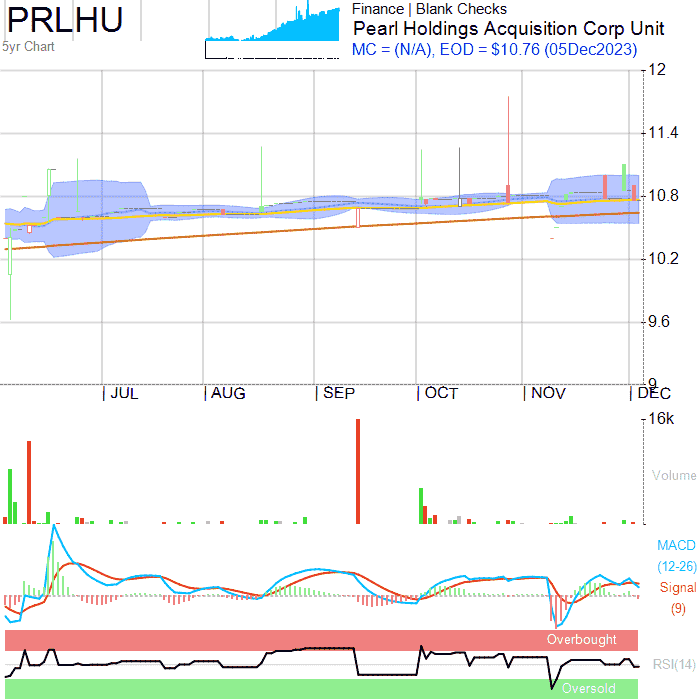 PRLHU
5yr Chart
Finance | Blank Checks
Pearl Holdings Acquisition Corp Unit
MC = (N/A), EOD = $10.76 (05Dec2023)
12
11.4
10.8
10.2
9.6
9
JUL AUG SEP OCT NOV DEC
16k
Volume
MACD
(12-26)
Signal
(9)
Overbought
RSI(14)
Oversold